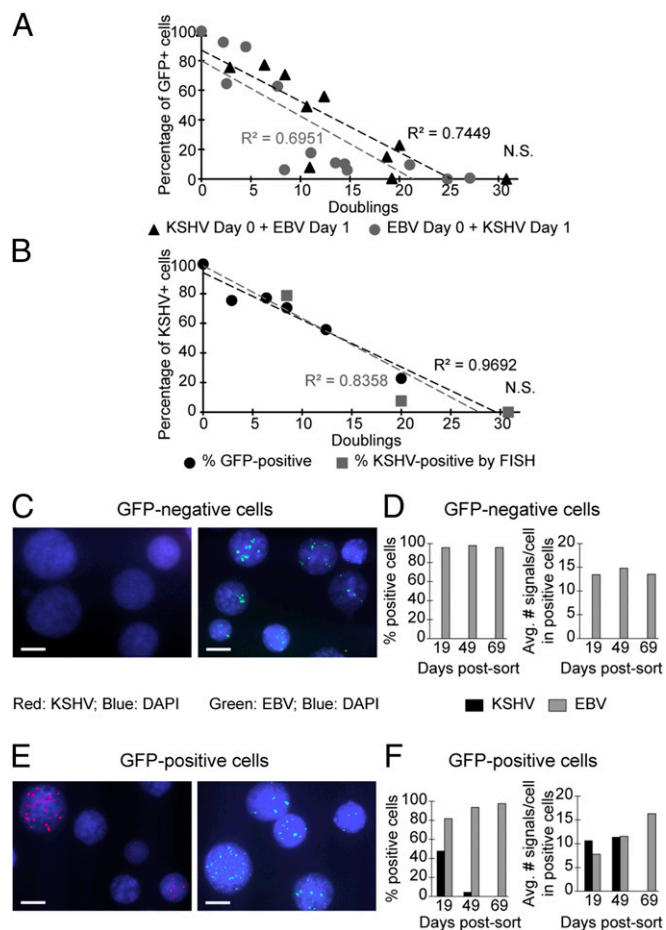 A
Percentage of GFP+ cells
100
80
60
40
20
0
R² = 0.6951
R² = 0.7449
N.S.
0 5 10 15 20 25 30
Doublings
KSHV Day 0 + EBV Day 1 EBV Day 0 + KSHV Day 1
B
Percentage of KSHV+ cells
100
80
60
40
20
0
R² = 0.9692
R² = 0.8358
N.S.
0 5 10 15 20 25 30
Doublings
% GFP-positive % KSHV-positive by FISH
C GFP-negative cells
D GFP-negative cells
% positive cells
100
80
60
40
20
0
19 49 69
Days post-sort
Avg. # signals/cell
in positive cells
20
15
10
5
0
19 49 69
Days post-sort
Red: KSHV; Blue: DAPI Green: EBV; Blue: DAPI
KSHV EBV
E GFP-positive cells
F GFP-positive cells
% positive cells
100
80
60
40
20
0
19 49 69
Days post-sort
Avg. # signals/cell
in positive cells
20
15
10
5
0
19 49 69
Days post-sort